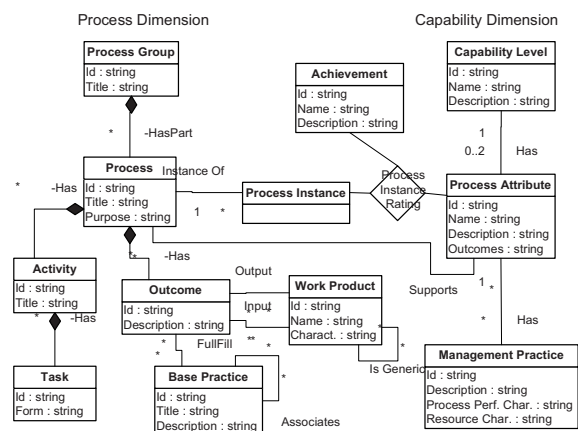 Process Dimension
Capability Dimension
Process Group
Id : string
Title : string
Achievement
Id : string
Name : string
Description : string
Capability Level
Id : string
Name : string
Description : string
*
-HasPart
1
0..2
Has
Process
Id : string
Title : string
Purpose : string
Instance Of
1
*
Process Instance
Process
Instance
Rating
Process Attribute
Id : string
Name : string
Description : string
Outcomes : string
*
-Has
Activity
Id : string
Title : string
*
-Has
**
-Has
Outcome
Id : string
Description : string
Output
Input
*
*
**
*
Work Product
Id : string
Name : string
Charact. : string
*
*
Is Generic
Supports
1
*
*
Has
Task
Id : string
Form : string
FullFill
*
*
Base Practice
Id : string
Title : string
Description : string
*
*
Associates
Management Practice
Id : string
Description : string
Process Perf. Char. : string
Resource Char. : string